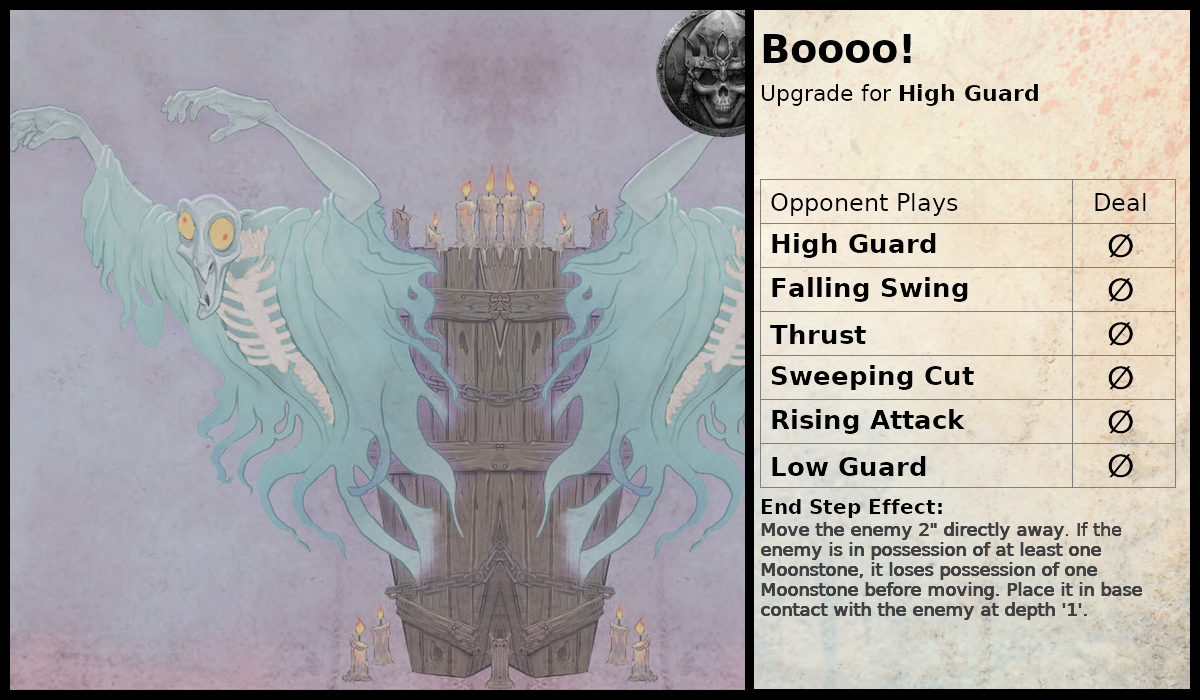 Boooo!
Upgrade for High Guard
Opponent Plays Deal
High Guard ∅
Falling Swing ∅
Thrust ∅
Sweeping Cut ∅
Rising Attack ∅
Low Guard ∅
End Step Effect:
Move the enemy 2" directly away. If the
enemy is in possession of at least one
Moonstone, it loses possession of one
Moonstone before moving. Place it in base
contact with the enemy at depth '1'.